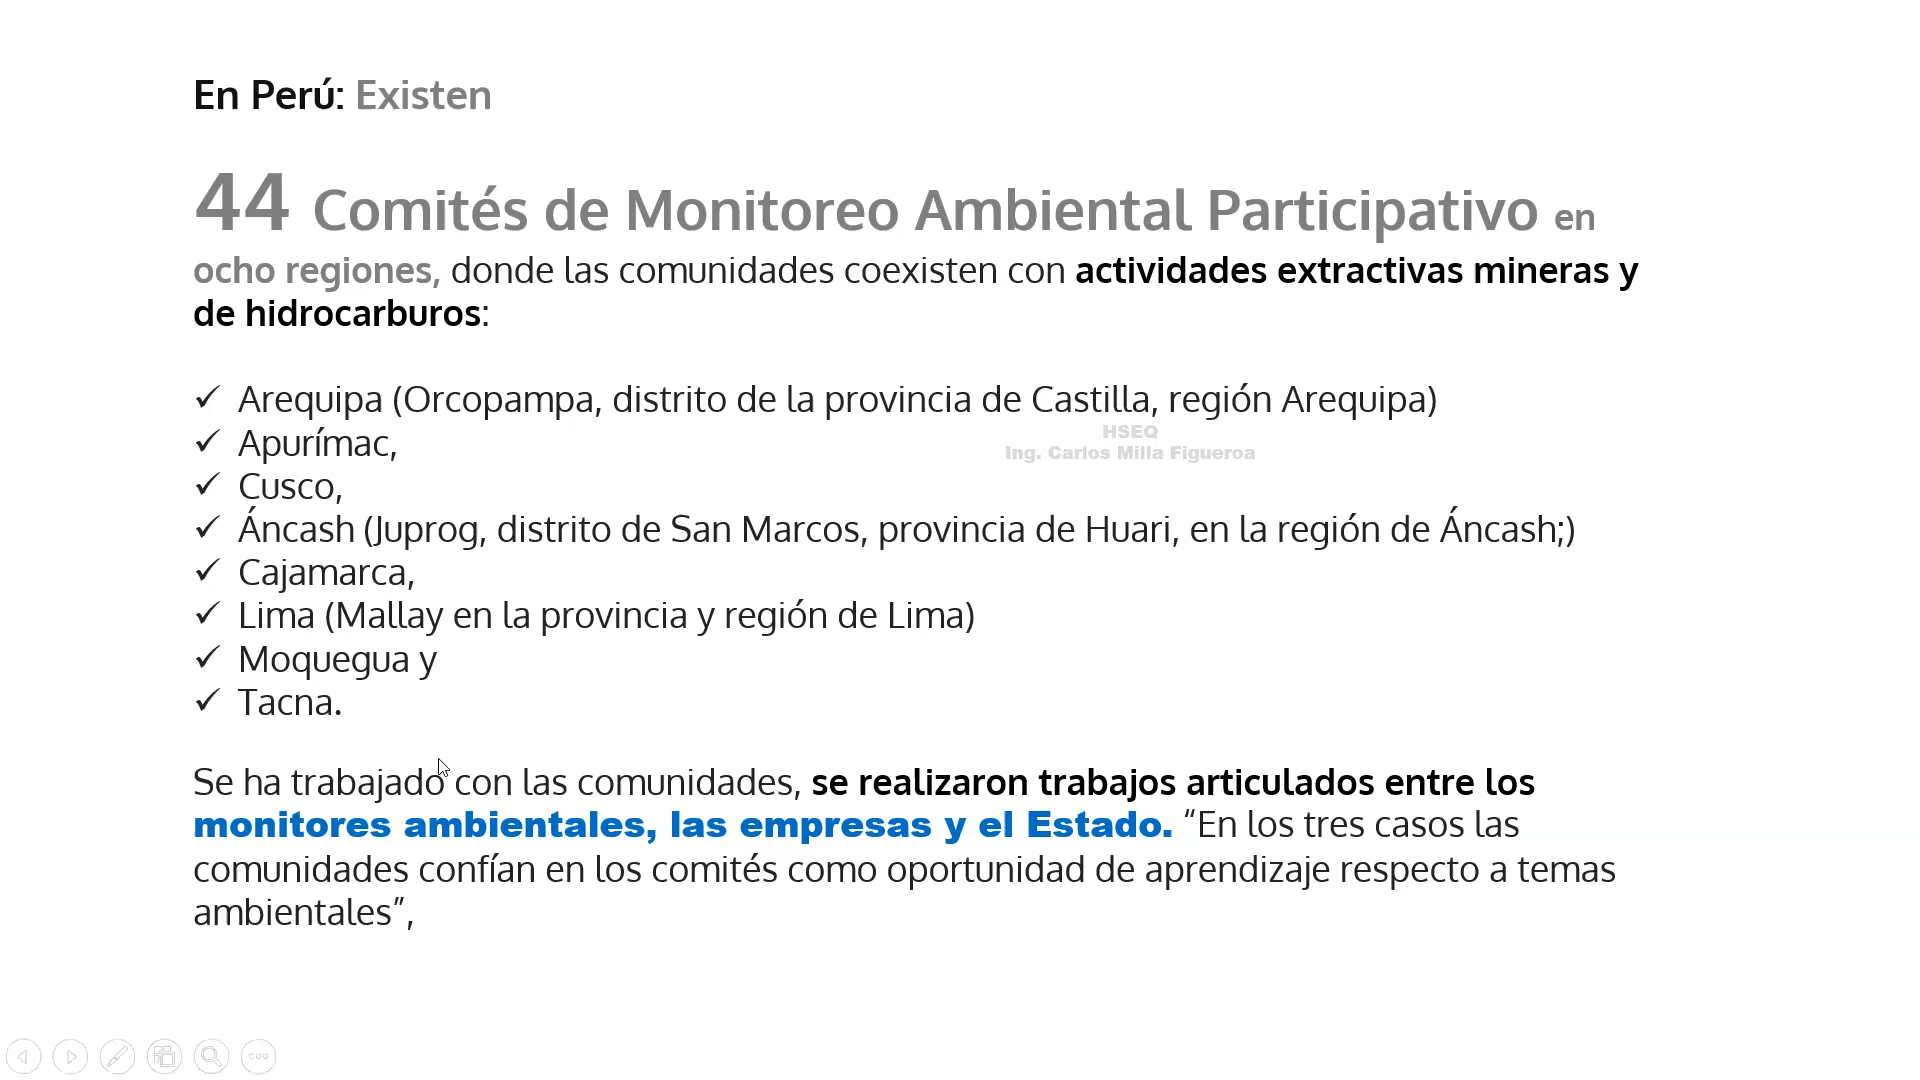 En Perú: Existen
44 Comités de Monitoreo Ambiental Participativo en
ocho regiones, donde las comunidades coexisten con actividades extractivas mineras y
de hidrocarburos:
✓ Arequipa (Orcopampa, distrito de la provincia de Castilla, región Arequipa)
HSEQ
Ing. Carlos Milla Figueroa
✓ Apurímac,
✓ Cusco,
✓ Áncash (Juprog, distrito de San Marcos, provincia de Huari, en la región de Áncash;)
✓ Cajamarca,
✓ Lima (Mallay en la provincia y región de Lima)
✓ Moquegua y
✓ Tacna.
Se ha trabajado con las comunidades, se realizaron trabajos articulados entre los
monitores ambientales, las empresas y el Estado. “En los tres casos las
comunidades confían en los comités como oportunidad de aprendizaje respecto a temas
ambientales”,